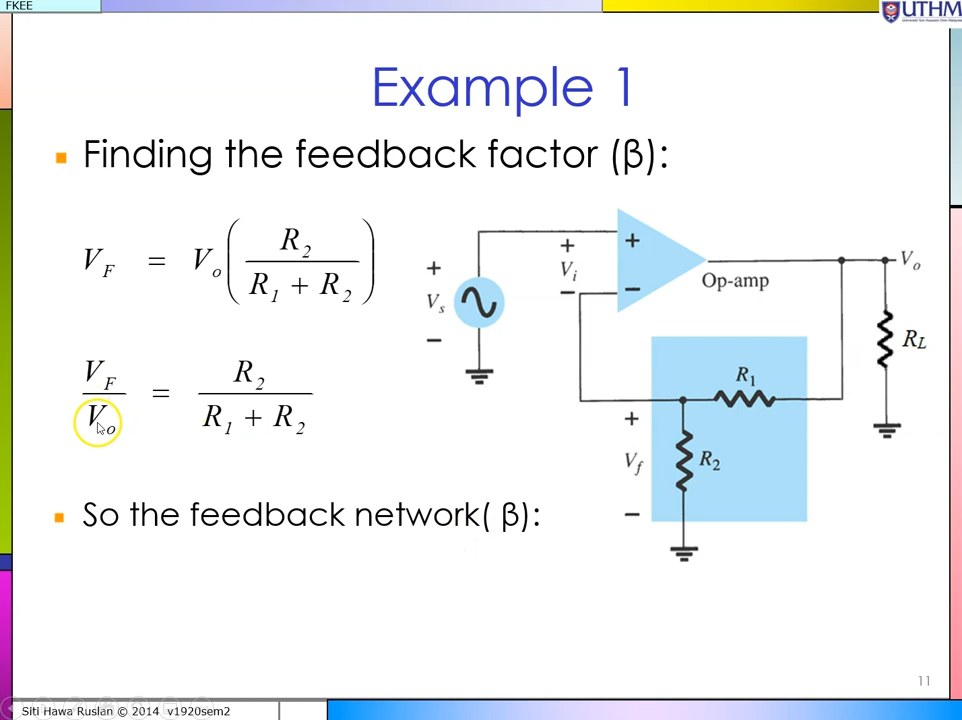 FKEE
UTHM
Example 1
Finding the feedback factor (β):
V_F = V_o ( R_2 / (R_1 + R_2) )
V_F / V_o = R_2 / (R_1 + R_2)
So the feedback network( β):
+
V_s
−
+
V_i
−
+
−
Op-amp
V_o
R_L
R_1
+
V_f
−
R_2
11
Siti Hawa Ruslan © 2014 v1920sem2